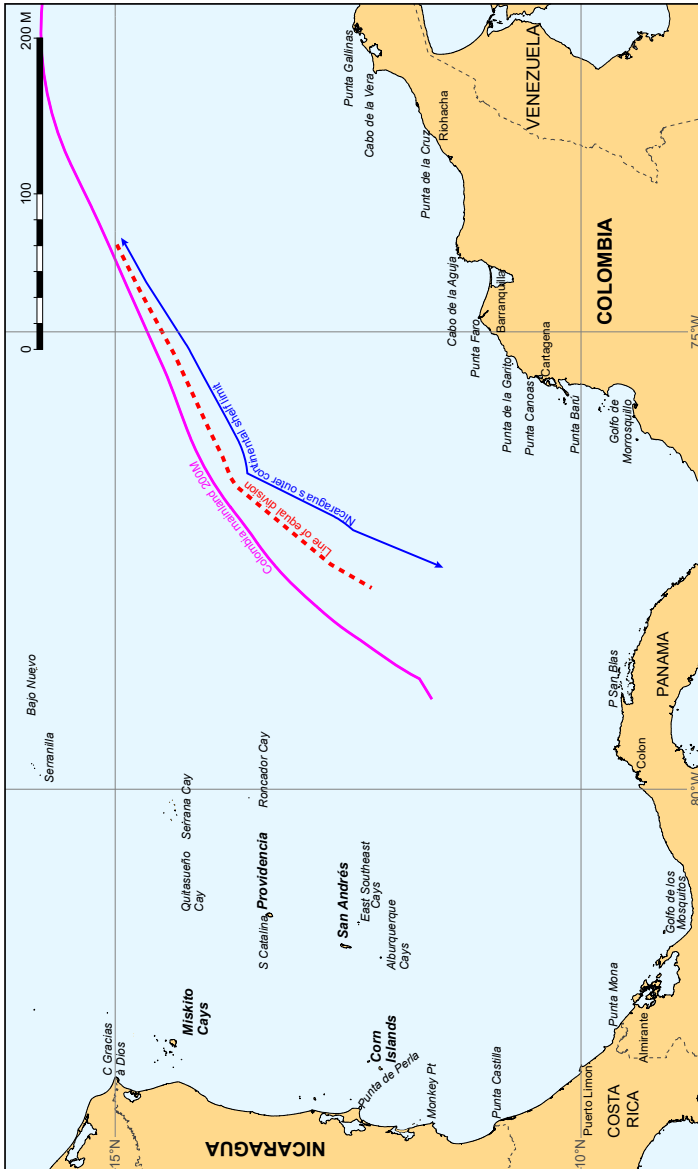 200 M
100
0
Bajo Nuevo
Serranilla
Colombia mainland 200M
Line of equal division
Nicaragua's outer continental shelf limit
15°N
C Gracias
à Dios
Miskito
Cays
Quitasueño
Cay
Serrana Cay
Roncador Cay
S Catalina
Providencia
San Andrés
East Southeast
Cays
Alburquerque
Cays
Corn
Islands
Punta de Perla
Monkey Pt
Punta Castilla
NICARAGUA
Puerto Limon
10°N
COSTA
RICA
Punta Mona
Almirante
Golfo de los
Mosquitos
80°W
Colon
P San Blas
PANAMA
Golfo de
Morrosquillo
Punta Barú
Cartagena
Punta Canoas
Punta de la Garita
Barranquilla
Punta Faro
Cabo de la Aguja
75°W
COLOMBIA
Punta de la Cruz
Riohacha
Cabo de la Vera
Punta Gallinas
VENEZUELA